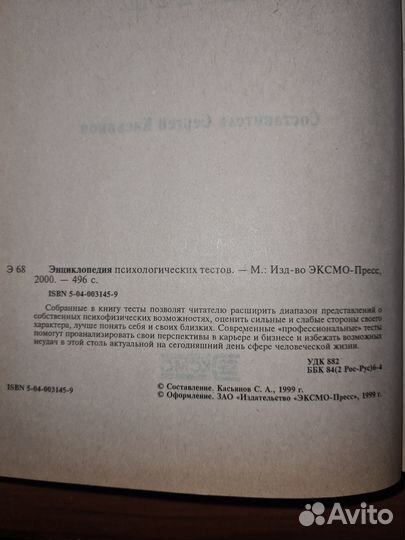 Составитель Сергей Касьянов
Э 68 Энциклопедия психологических тестов. — М.: Изд-во ЭКСМО-Пресс,
2000. — 496 с.
ISBN 5-04-003145-9
Собранные в книгу тесты позволят читателю расширить диапазон представлений о
собственных психофизических возможностях, оценить сильные и слабые стороны своего
характера, лучше понять себя и своих близких. Современные «профессиональные» тесты
помогут проанализировать свои перспективы в карьере и бизнесе и избежать возможных
неудач в этой столь актуальной на сегодняшний день сфере человеческой жизни.
УДК 882
ББК 84(2 Рос-Рус)6-4
© Составление. Касьянов С. А., 1999 г.
ISBN 5-04-003145-9 © Оформление. ЗАО «Издательство «ЭКСМО-Пресс», 1999 г.
ЭКСМО
Avito